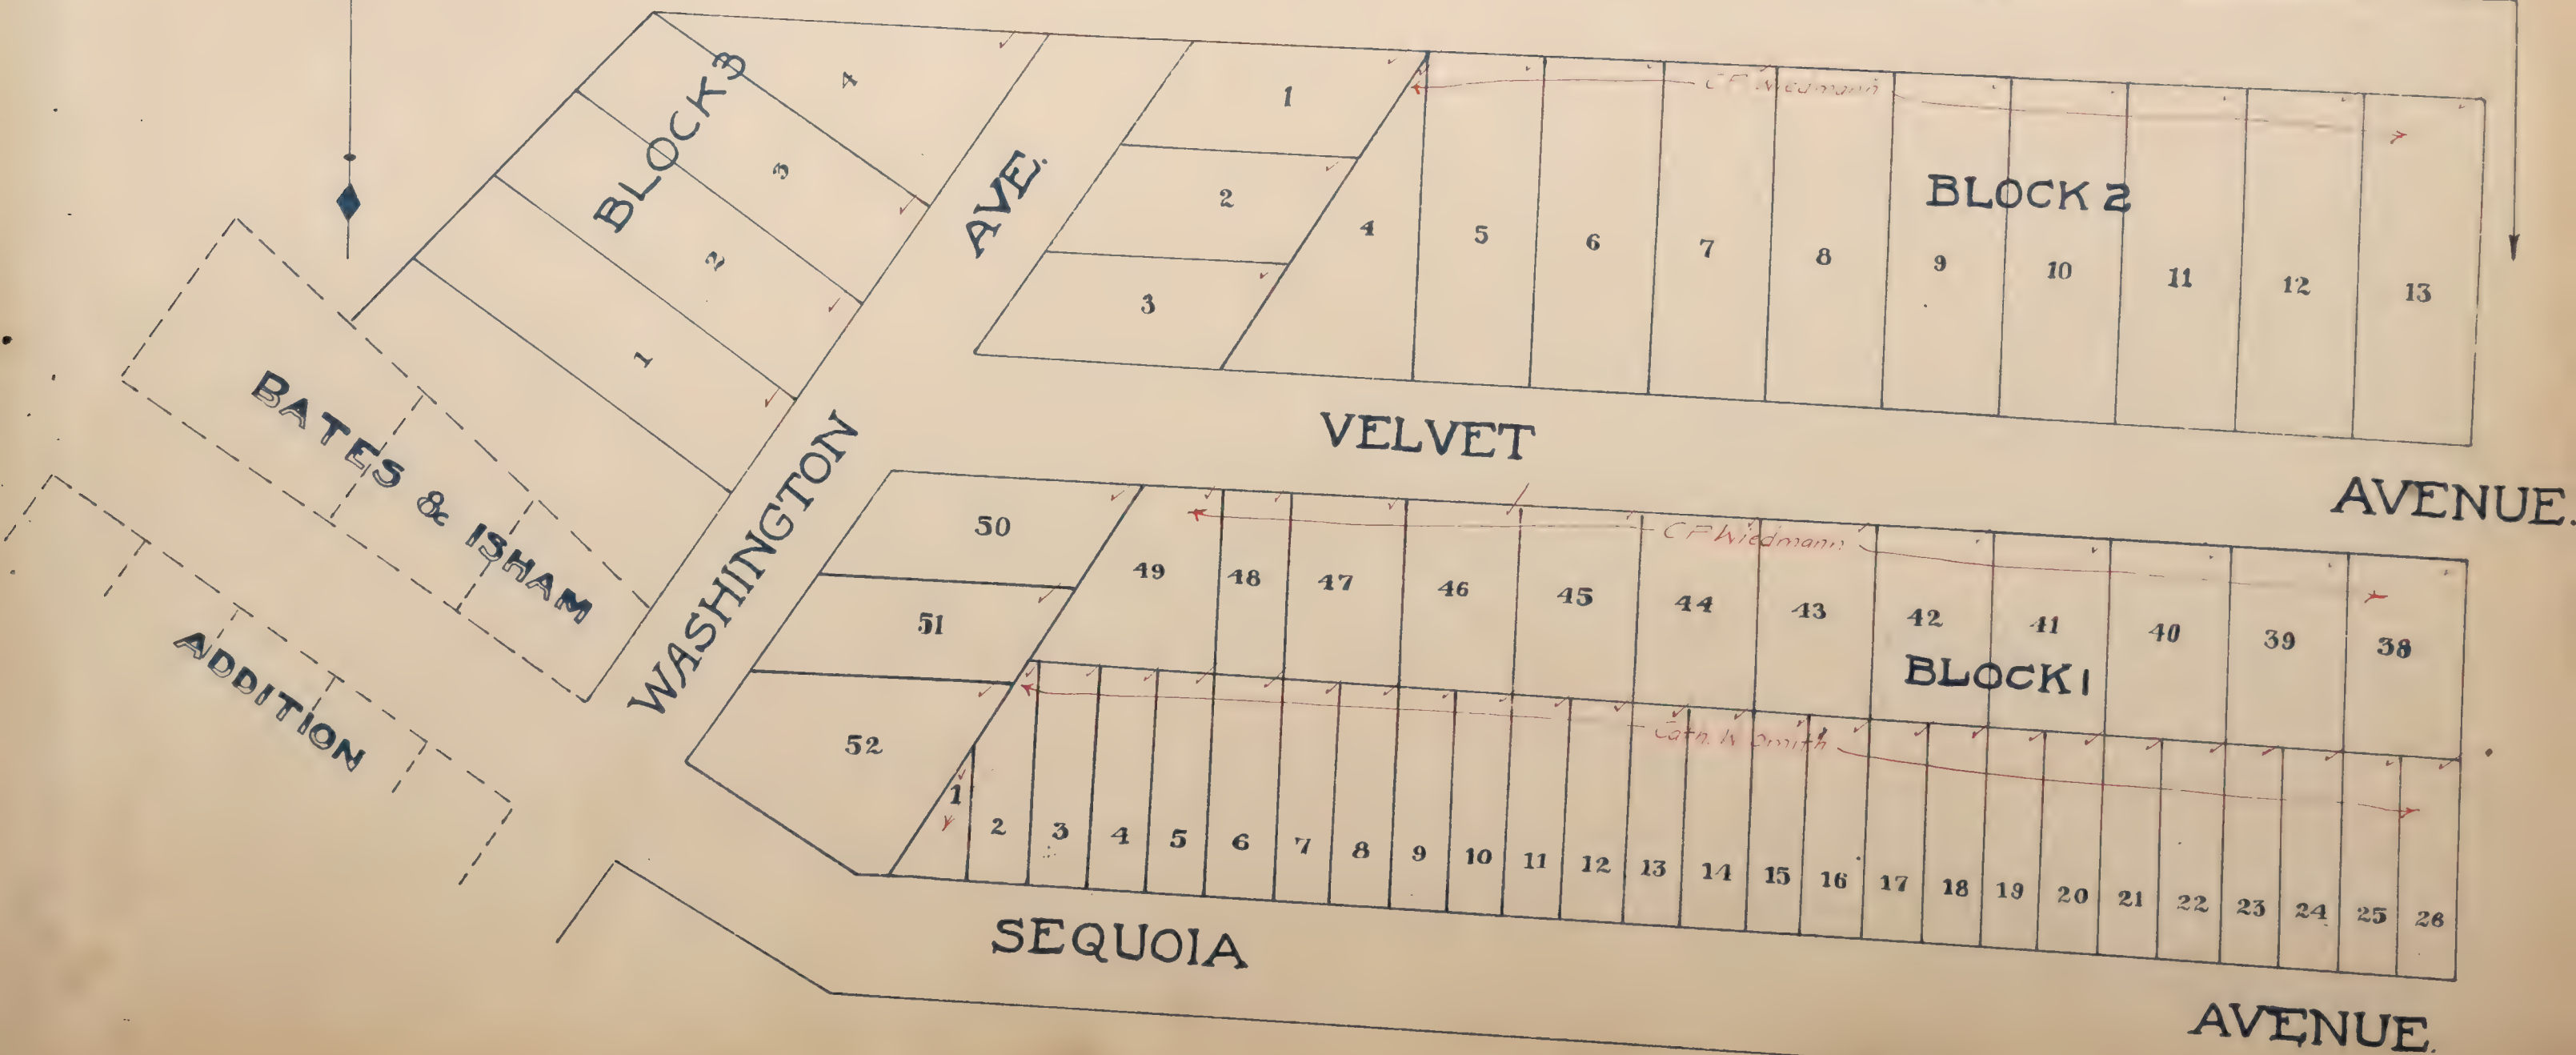 BLOCK 3
4
3
2
1
WASHINGTON AVE.
1
2
3
4 5 6 7 8 9 10 11 12 13
BLOCK 2
VELVET AVENUE.
BATES & ISHAM
ADDITION
50
51
52
49 48 47 46 45 44 43 42 41 40 39 38
C F Wiedmann
BLOCK 1
1 2 3 4 5 6 7 8 9 10 11 12 13 14 15 16 17 18 19 20 21 22 23 24 25 26
SEQUOIA AVENUE.